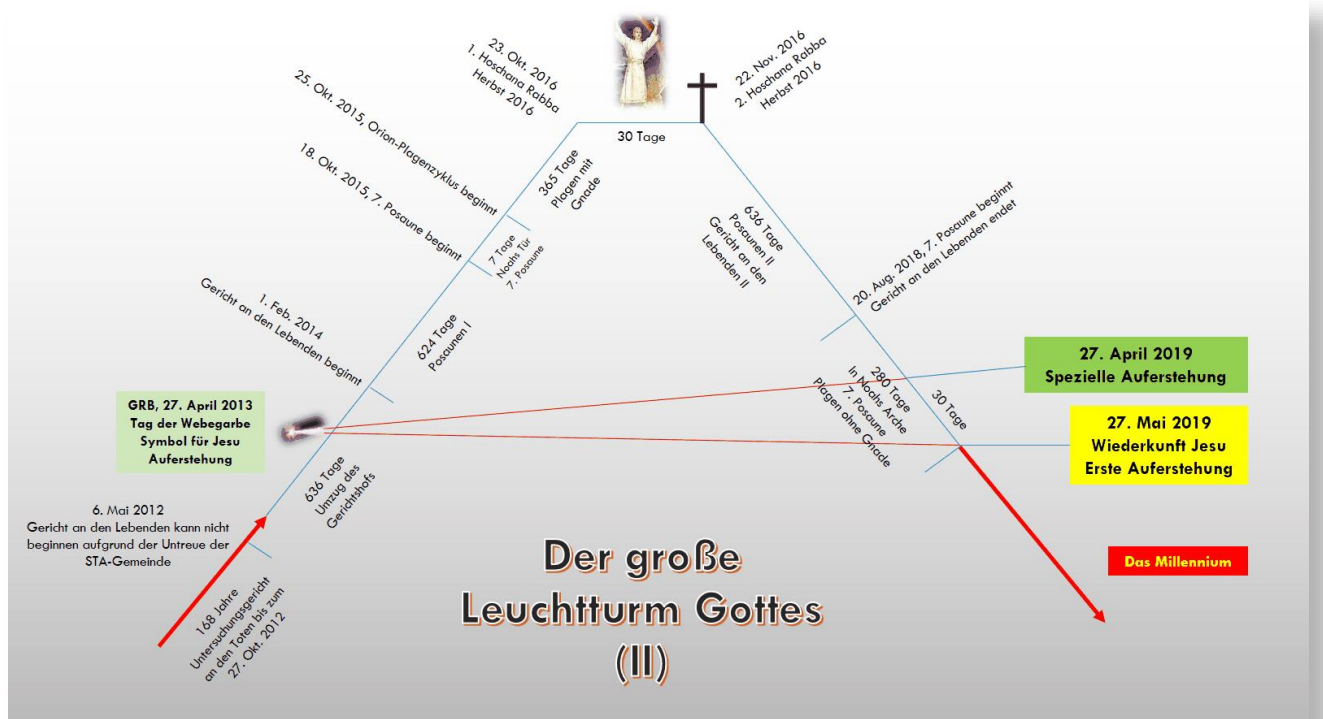 23. Okt. 2016
1. Hoschana Rabba
Herbst 2016
22. Nov. 2016
2. Hoschana Rabba
Herbst 2016
30 Tage
25. Okt. 2015, Orion-Plagenzyklus beginnt
18. Okt. 2015, 7. Posaune beginnt
365 Tage
Plagen mit
Gnade
7 Tage
Noahs Tür
7. Posaune
1. Feb. 2014
Gericht an den Lebenden beginnt
624 Tage
Posaunen I
636 Tage
Posaunen II
Gericht an den
Lebenden II
20. Aug. 2018, 7. Posaune beginnt
Gericht an den Lebenden endet
27. April 2019
Spezielle Auferstehung
280 Tage
In Noahs Arche
7. Posaune
Plagen ohne Gnade
30 Tage
GRB, 27. April 2013
Tag der Webegarbe
Symbol für Jesu
Auferstehung
27. Mai 2019
Wiederkunft Jesu
Erste Auferstehung
636 Tage
Umzug des
Gerichtshofs
6. Mai 2012
Gericht an den Lebenden kann nicht
beginnen aufgrund der Untreue der
STA-Gemeinde
168 Jahre
Untersuchungsgericht
an den Toten bis zum
27. Okt. 2012
Der große
Leuchtturm Gottes
(II)
Das Millennium